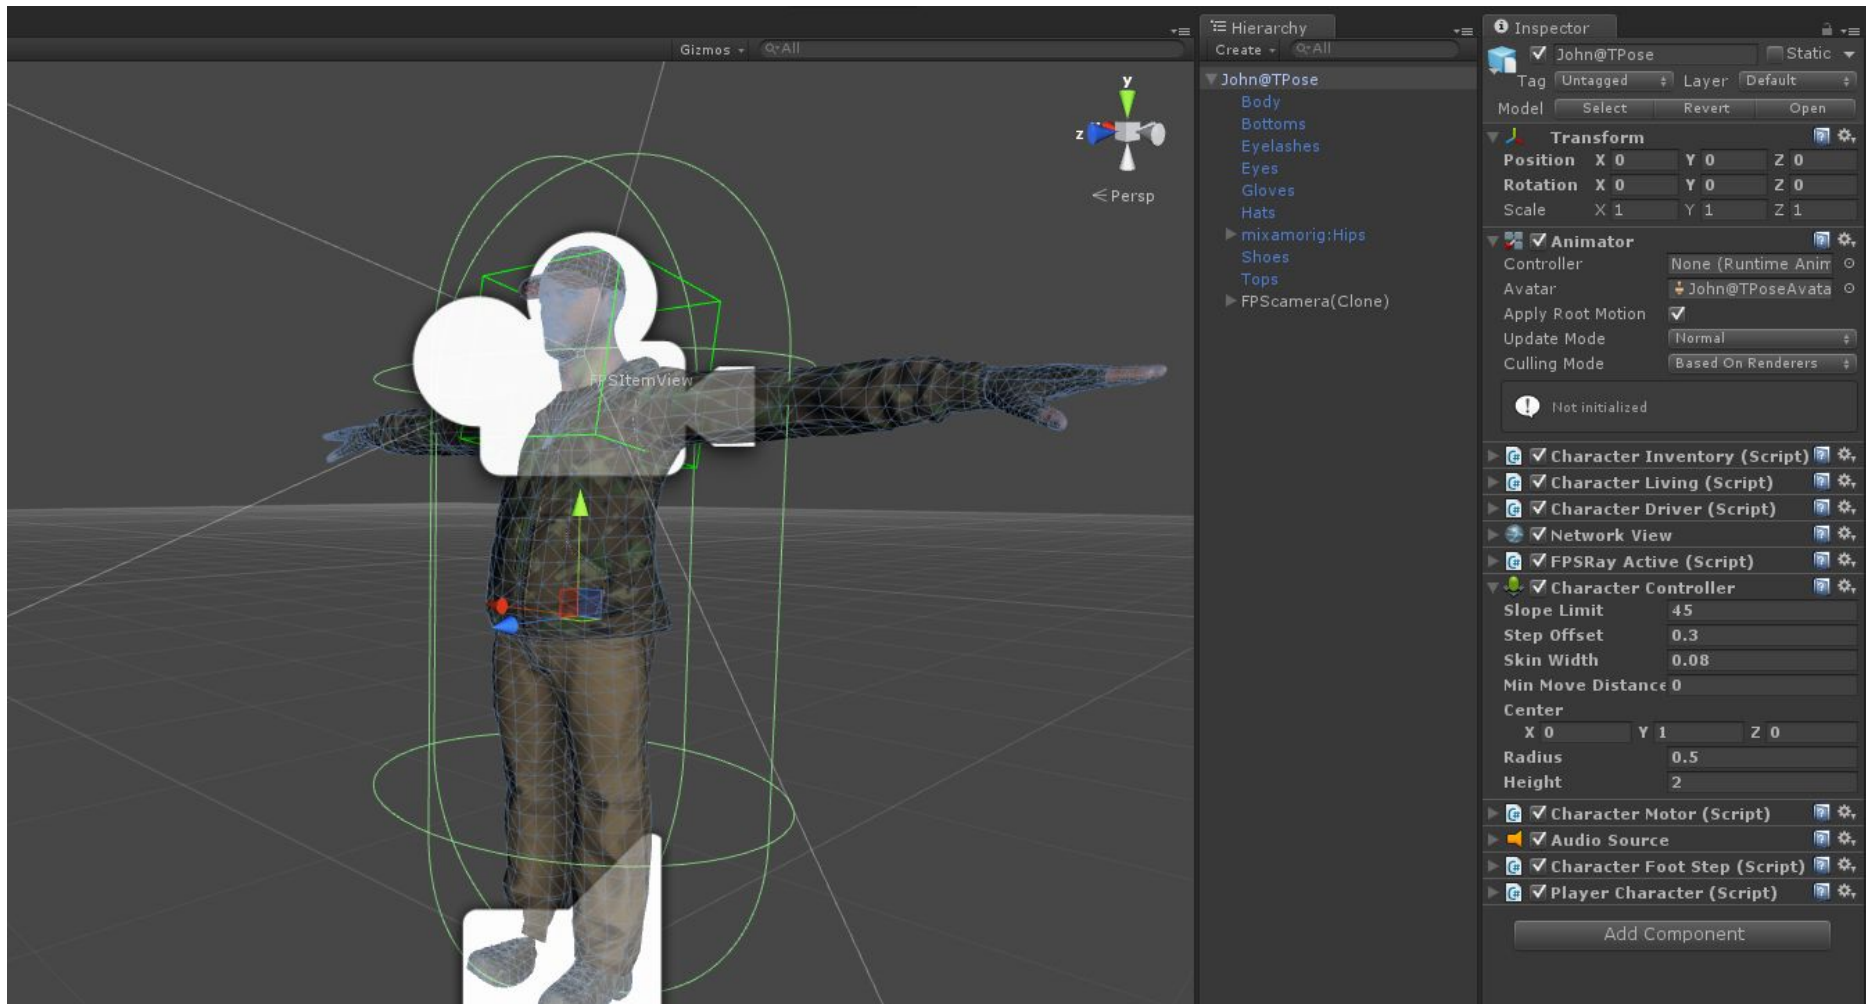 Gizmos
All
y
z
Persp
FPSItemView
Hierarchy
Create
All
John@TPose
Body
Bottoms
Eyelashes
Eyes
Gloves
Hats
mixamorig:Hips
Shoes
Tops
FPScamera(Clone)
Inspector
John@TPose Static
Tag Untagged Layer Default
Model Select Revert Open
Transform
Position X 0 Y 0 Z 0
Rotation X 0 Y 0 Z 0
Scale X 1 Y 1 Z 1
Animator
Controller None (Runtime Anim
Avatar John@TPoseAvata
Apply Root Motion
Update Mode Normal
Culling Mode Based On Renderers
Not initialized
Character Inventory (Script)
Character Living (Script)
Character Driver (Script)
Network View
FPSRay Active (Script)
Character Controller
Slope Limit 45
Step Offset 0.3
Skin Width 0.08
Min Move Distance 0
Center
X 0 Y 1 Z 0
Radius 0.5
Height 2
Character Motor (Script)
Audio Source
Character Foot Step (Script)
Player Character (Script)
Add Component